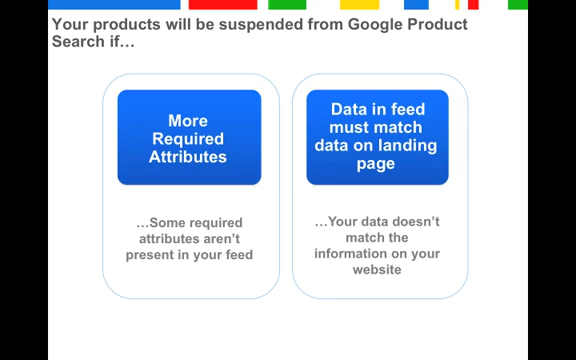 Your products will be suspended from Google Product
Search if…
More
Required
Attributes
…Some required
attributes aren't
present in your feed
Data in feed
must match
data on landing
page
…Your data doesn't
match the
information on your
website